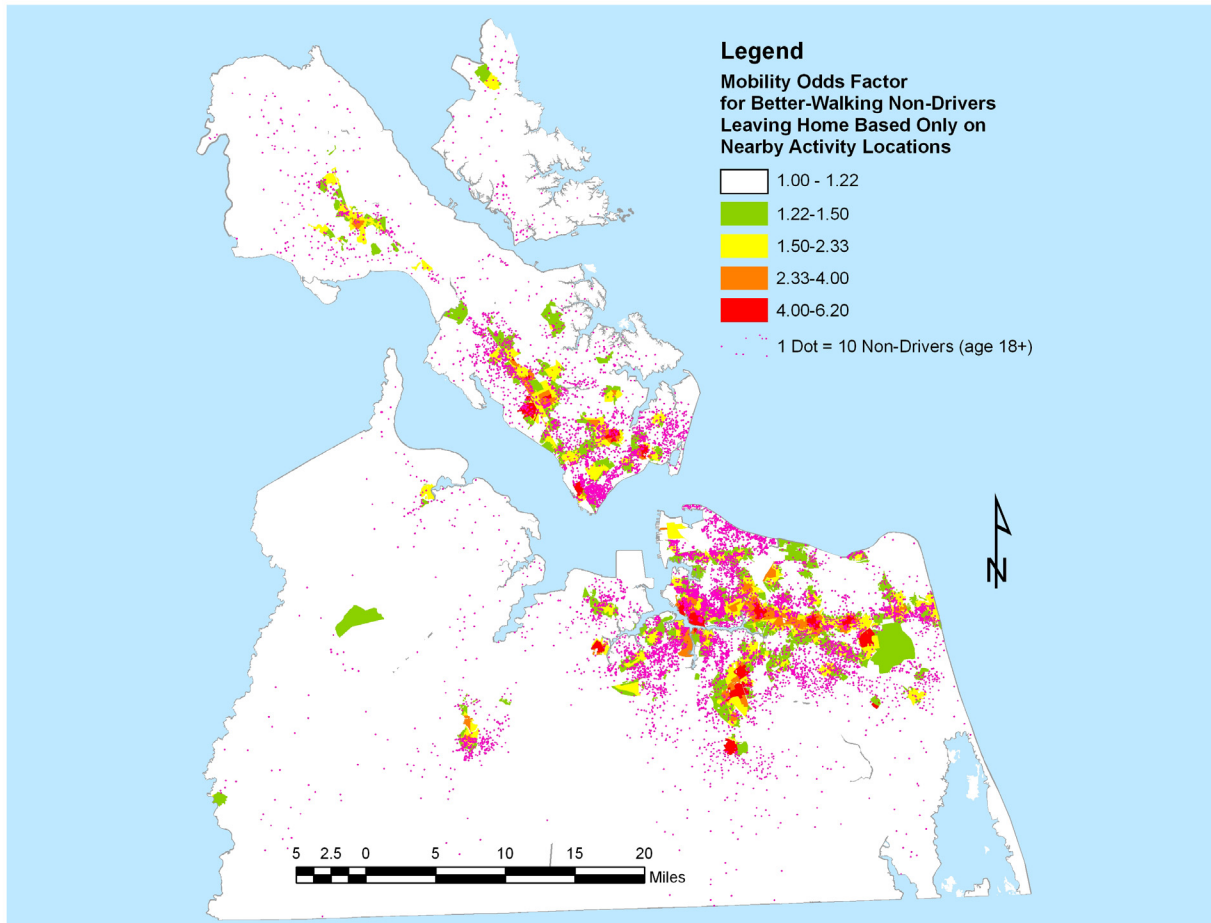 Legend
Mobility Odds Factor
for Better-Walking Non-Drivers
Leaving Home Based Only on
Nearby Activity Locations
1.00 - 1.22
1.22-1.50
1.50-2.33
2.33-4.00
4.00-6.20
1 Dot = 10 Non-Drivers (age 18+)
N
5 2.5 0 5 10 15 20
Miles